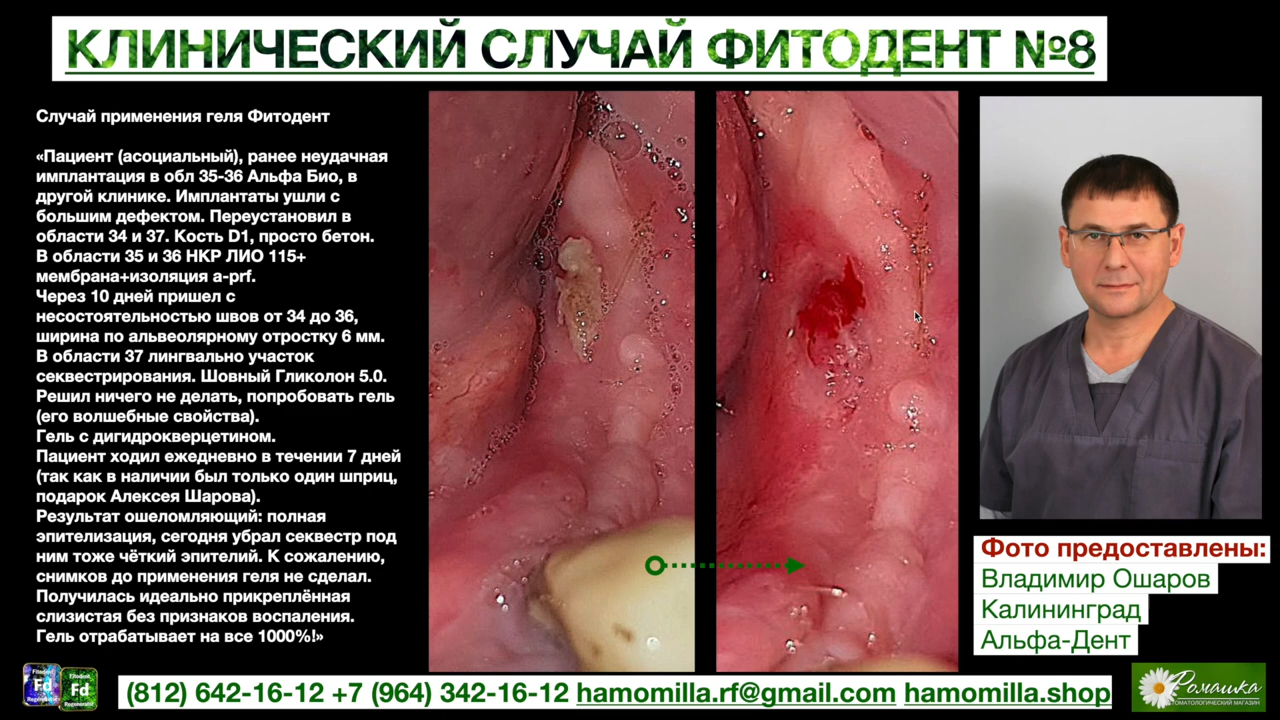 КЛИНИЧЕСКИЙ СЛУЧАЙ ФИТОДЕНТ №8
Случай применения геля Фитодент
«Пациент (асоциальный), ранее неудачная
имплантация в обл 35-36 Альфа Био, в
другой клинике. Имплантаты ушли с
большим дефектом. Переустановил в
области 34 и 37. Кость D1, просто бетон.
В области 35 и 36 НКР ЛИО 115+
мембрана+изоляция a-prf.
Через 10 дней пришел с
несостоятельностью швов от 34 до 36,
ширина по альвеолярному отростку 6 мм.
В области 37 лингвально участок
секвестрирования. Шовный Гликолон 5.0.
Решил ничего не делать, попробовать гель
(его волшебные свойства).
Гель с дигидрокверцетином.
Пациент ходил ежедневно в течении 7 дней
(так как в наличии был только один шприц,
подарок Алексея Шарова).
Результат ошеломляющий: полная
эпителизация, сегодня убрал секвестр под
ним тоже чёткий эпителий. К сожалению,
снимков до применения геля не сделал.
Получилась идеально прикреплённая
слизистая без признаков воспаления.
Гель отрабатывает на все 1000%!»
Фото предоставлены:
Владимир Ошаров
Калининград
Альфа-Дент
Fd
Fd
(812) 642-16-12 +7 (964) 342-16-12 hamomilla.rf@gmail.com hamomilla.shop
Ромашка
СТОМАТОЛОГИЧЕСКИЙ МАГАЗИН